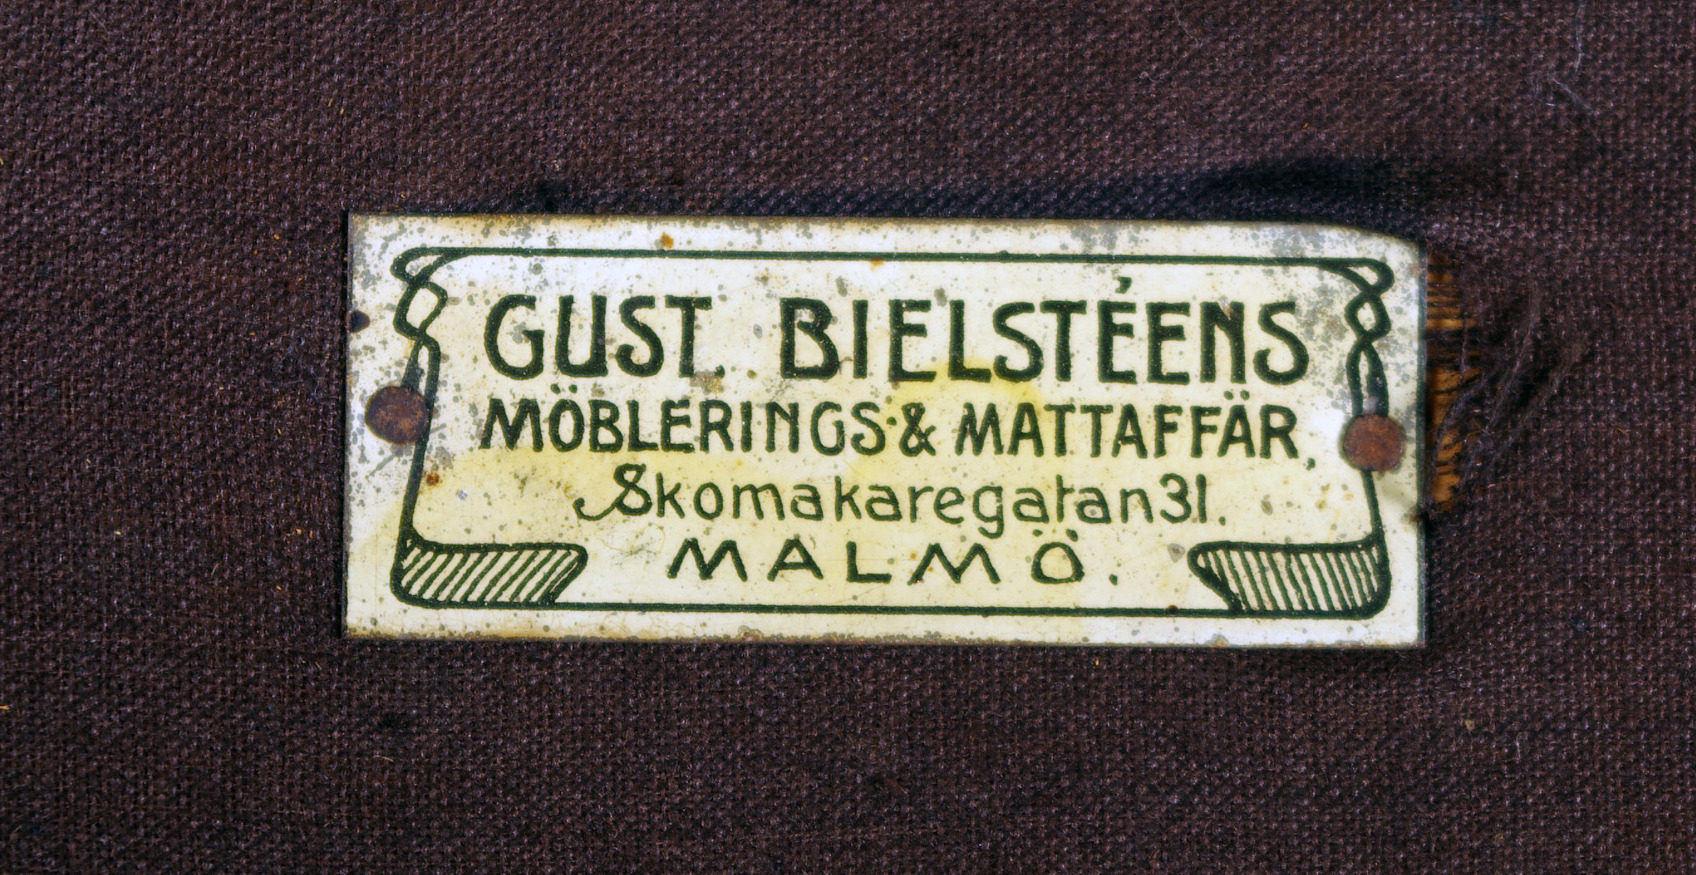 GUST. BIELSTÉENS
MÖBLERINGS- & MATTAFFÄR,
Skomakaregatan 31.
MALMÖ.